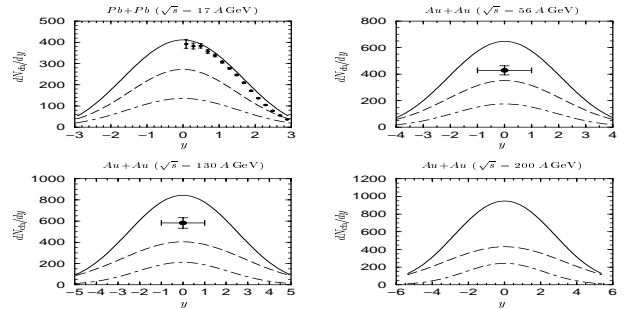 Pb+Pb (√s = 17 A GeV)
500
400
300
200
100
0
dN_ch/dy
−3 −2 −1 0 1 2 3
y
Au+Au (√s = 56 A GeV)
800
600
400
200
0
dN_ch/dy
−4 −3 −2 −1 0 1 2 3 4
y
Au+Au (√s = 130 A GeV)
1000
800
600
400
200
0
dN_ch/dy
−5 −4 −3 −2 −1 0 1 2 3 4 5
y
Au+Au (√s = 200 A GeV)
1200
1000
800
600
400
200
0
dN_ch/dy
−6 −4 −2 0 2 4 6
y